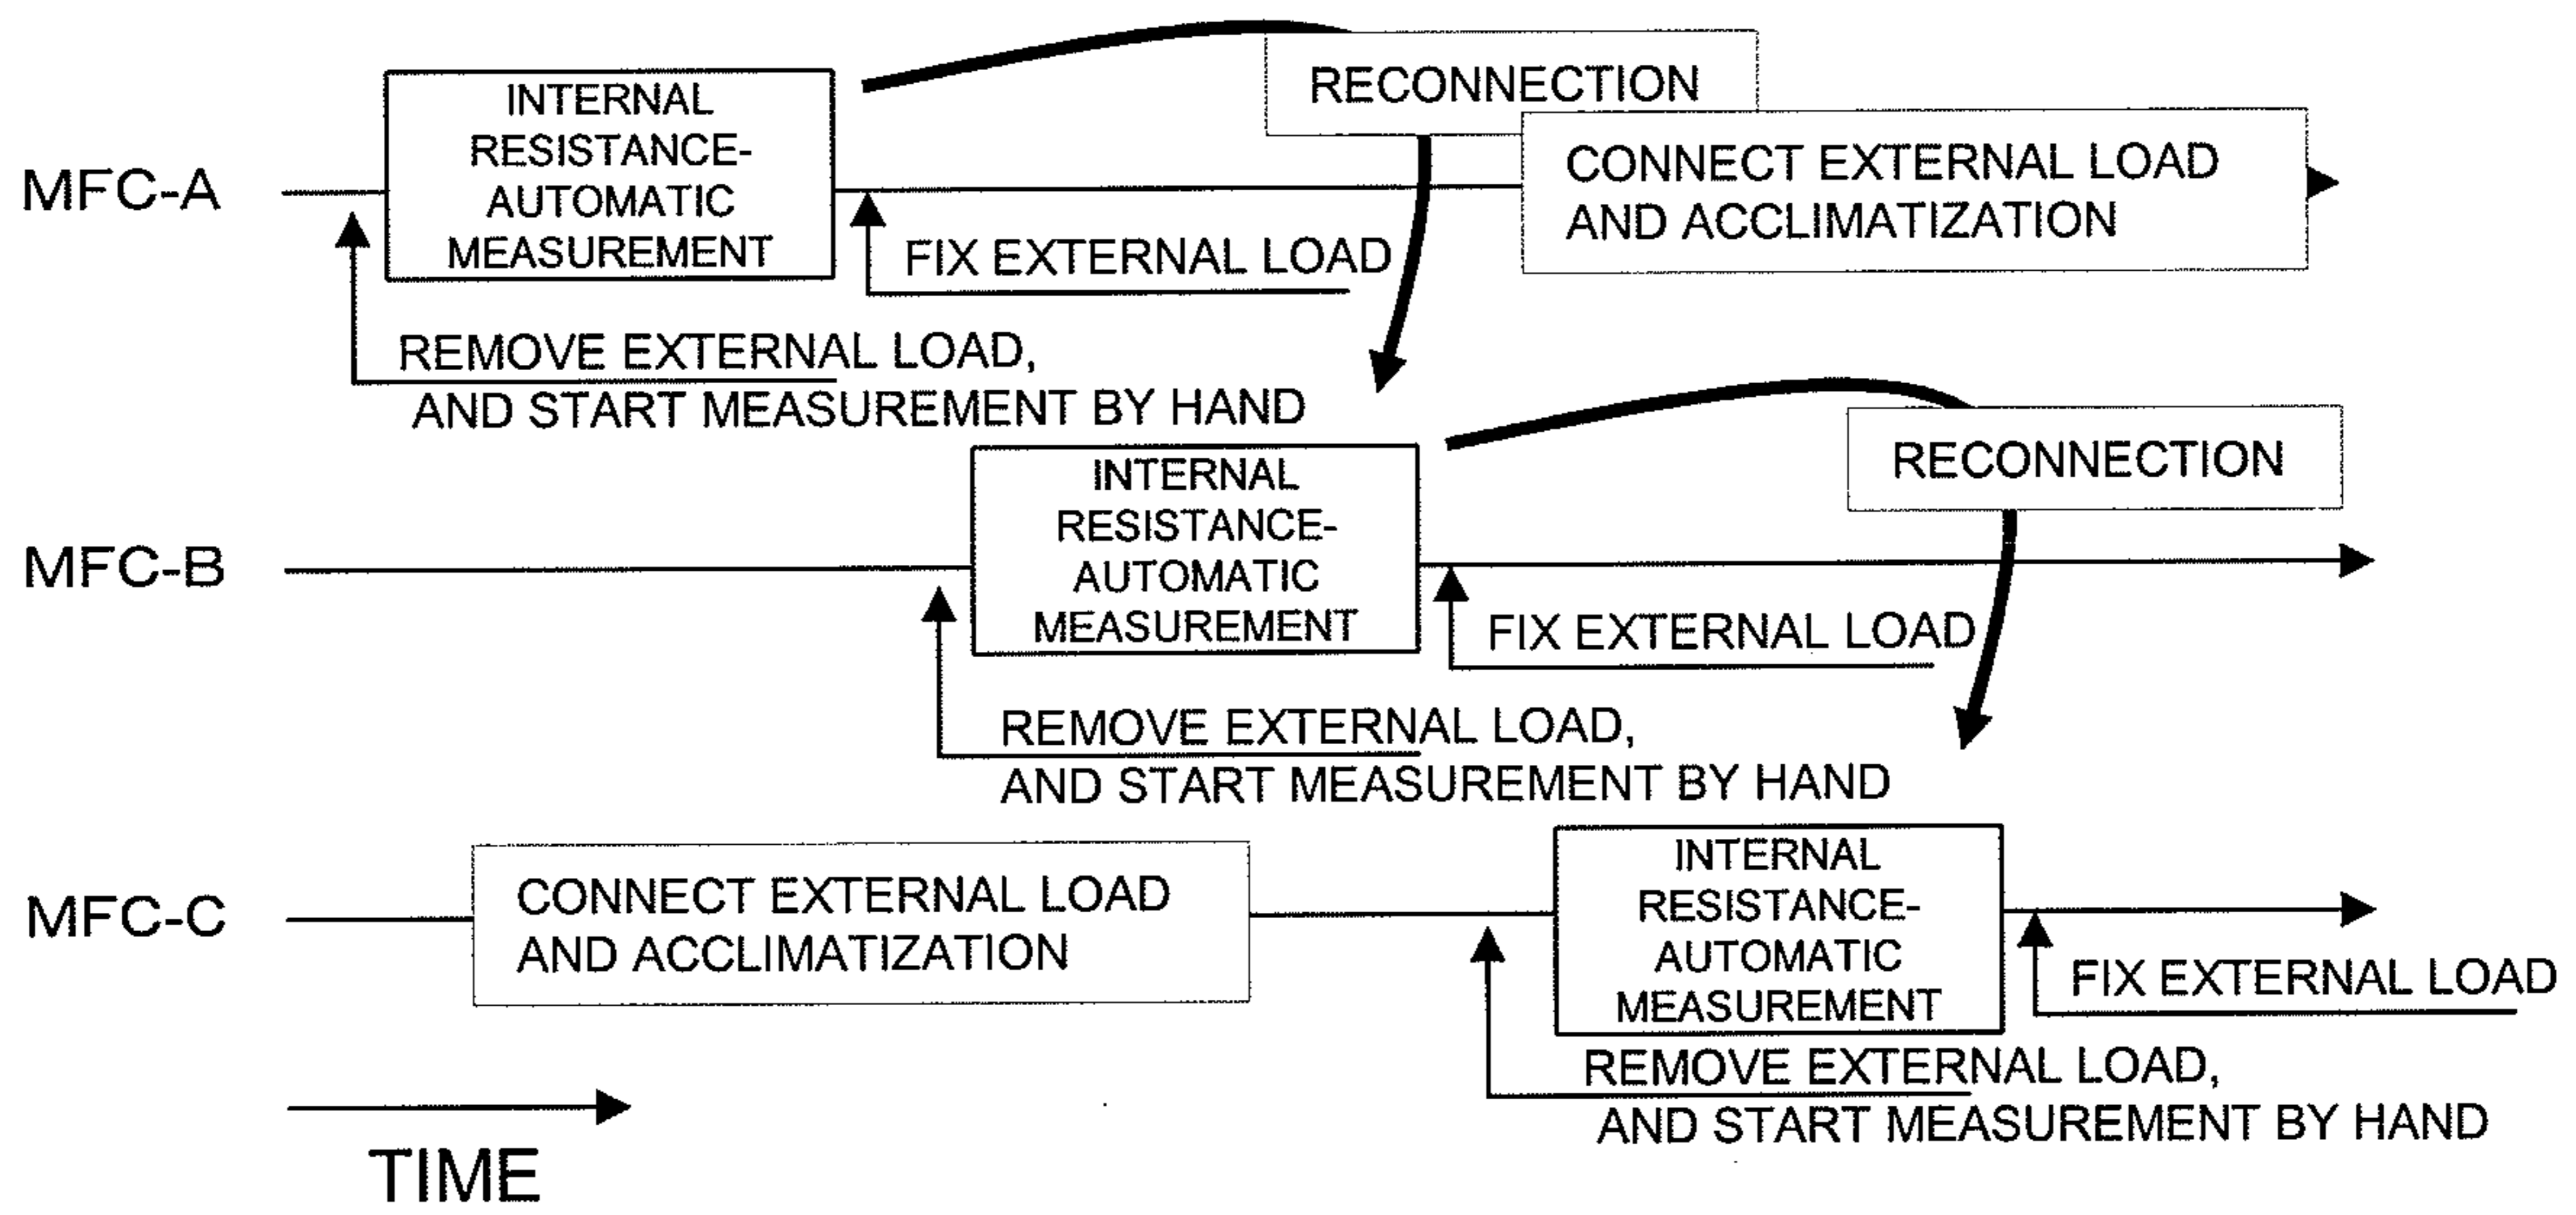 RECONNECTION
INTERNAL
RESISTANCE-
AUTOMATIC
MEASUREMENT
MFC-A
CONNECT EXTERNAL LOAD
AND ACCLIMATIZATION
FIX EXTERNAL LOAD
REMOVE EXTERNAL LOAD,
AND START MEASUREMENT BY HAND
RECONNECTION
INTERNAL
RESISTANCE-
AUTOMATIC
MEASUREMENT
MFC-B
FIX EXTERNAL LOAD
REMOVE EXTERNAL LOAD,
AND START MEASUREMENT BY HAND
MFC-C
CONNECT EXTERNAL LOAD
AND ACCLIMATIZATION
INTERNAL
RESISTANCE-
AUTOMATIC
MEASUREMENT
FIX EXTERNAL LOAD
REMOVE EXTERNAL LOAD,
AND START MEASUREMENT BY HAND
TIME